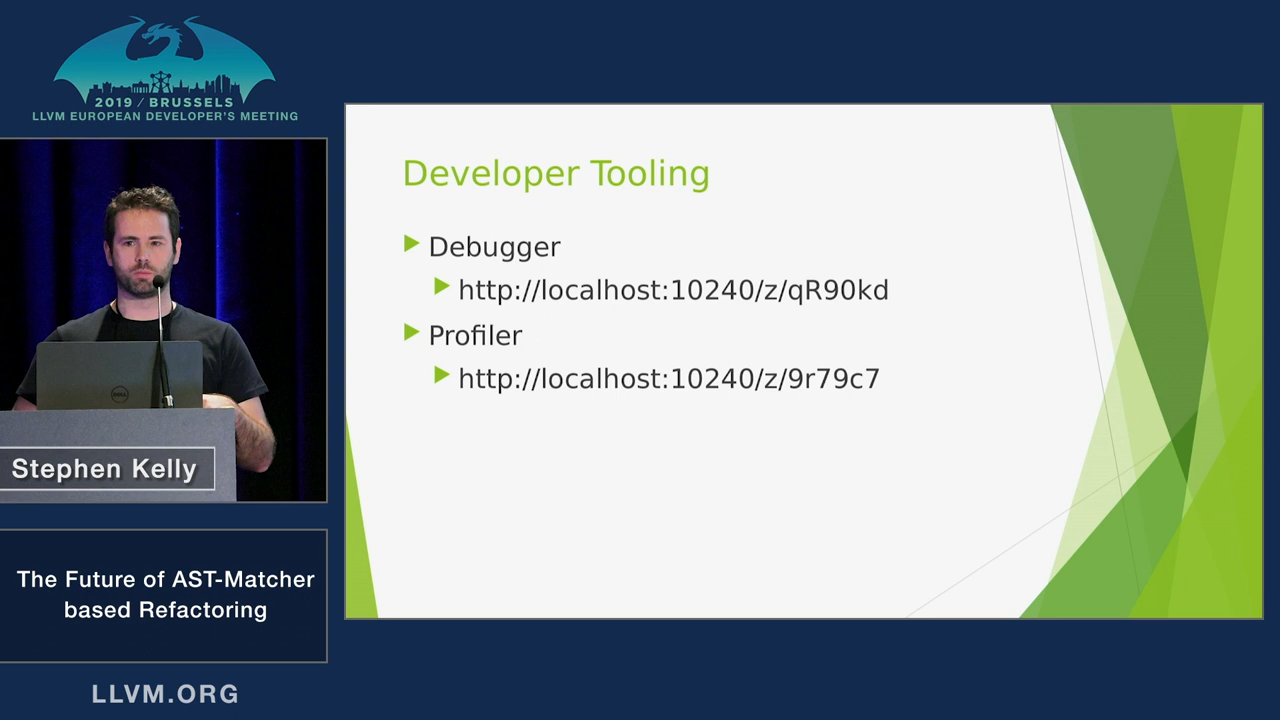 2019 / BRUSSELS
LLVM EUROPEAN DEVELOPER'S MEETING
Stephen Kelly
The Future of AST-Matcher
based Refactoring
LLVM.ORG
Developer Tooling
Debugger
http://localhost:10240/z/qR90kd
Profiler
http://localhost:10240/z/9r79c7
DELL